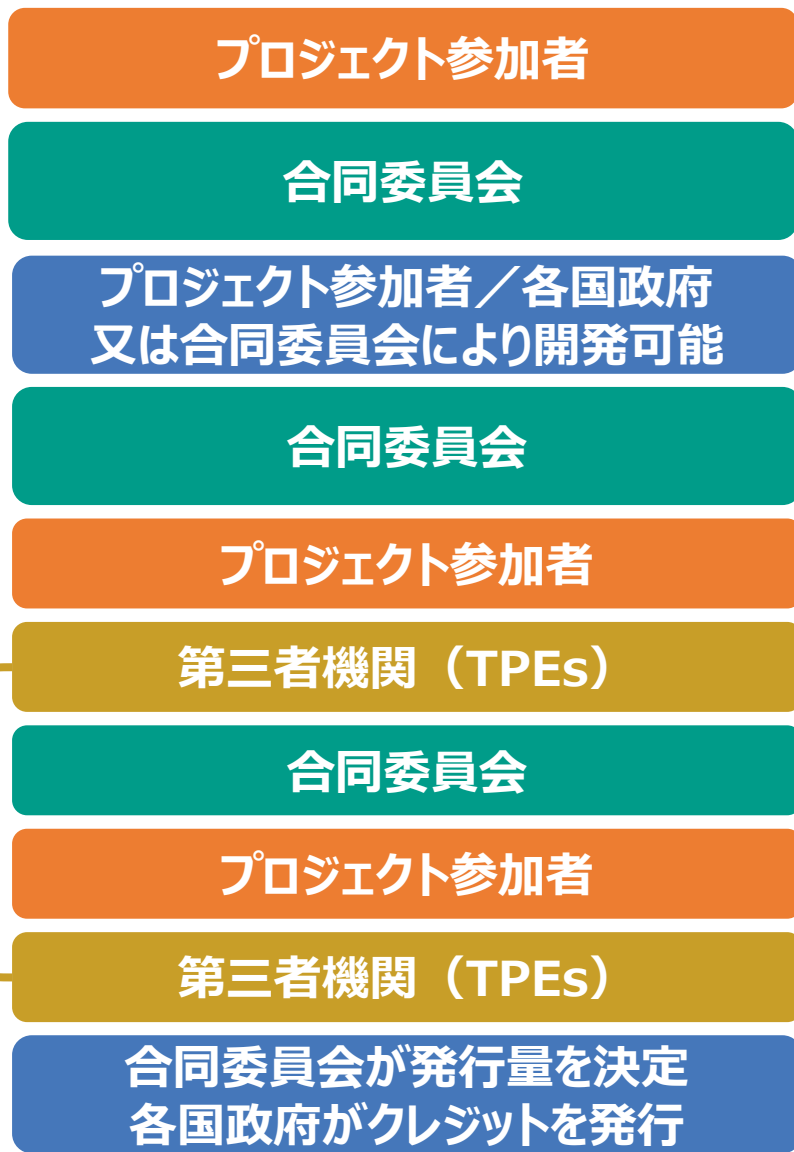 プロジェクト参加者
合同委員会
プロジェクト参加者／各国政府
又は合同委員会により開発可能
合同委員会
プロジェクト参加者
第三者機関（TPEs）
合同委員会
プロジェクト参加者
第三者機関（TPEs）
合同委員会が発行量を決定
各国政府がクレジットを発行